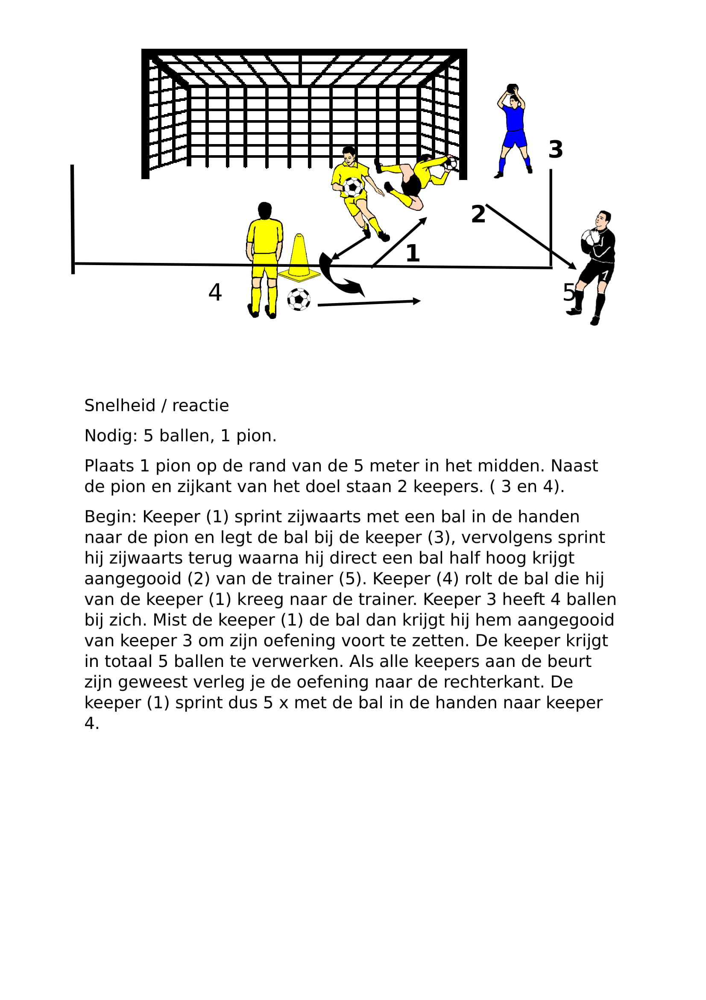 3
2
1
1
4
5
Snelheid / reactie
Nodig: 5 ballen, 1 pion.
Plaats 1 pion op de rand van de 5 meter in het midden. Naast
de pion en zijkant van het doel staan 2 keepers. ( 3 en 4).
Begin: Keeper (1) sprint zijwaarts met een bal in de handen
naar de pion en legt de bal bij de keeper (3), vervolgens sprint
hij zijwaarts terug waarna hij direct een bal half hoog krijgt
aangegooid (2) van de trainer (5). Keeper (4) rolt de bal die hij
van de keeper (1) kreeg naar de trainer. Keeper 3 heeft 4 ballen
bij zich. Mist de keeper (1) de bal dan krijgt hij hem aangegooid
van keeper 3 om zijn oefening voort te zetten. De keeper krijgt
in totaal 5 ballen te verwerken. Als alle keepers aan de beurt
zijn geweest verleg je de oefening naar de rechterkant. De
keeper (1) sprint dus 5 x met de bal in de handen naar keeper
4.